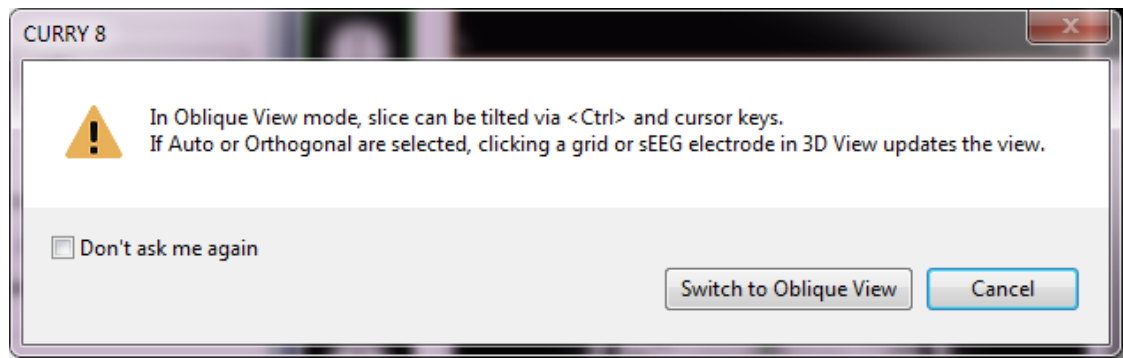 CURRY 8
In Oblique View mode, slice can be tilted via <Ctrl> and cursor keys.
If Auto or Orthogonal are selected, clicking a grid or sEEG electrode in 3D View updates the view.
Don't ask me again
Switch to Oblique View
Cancel